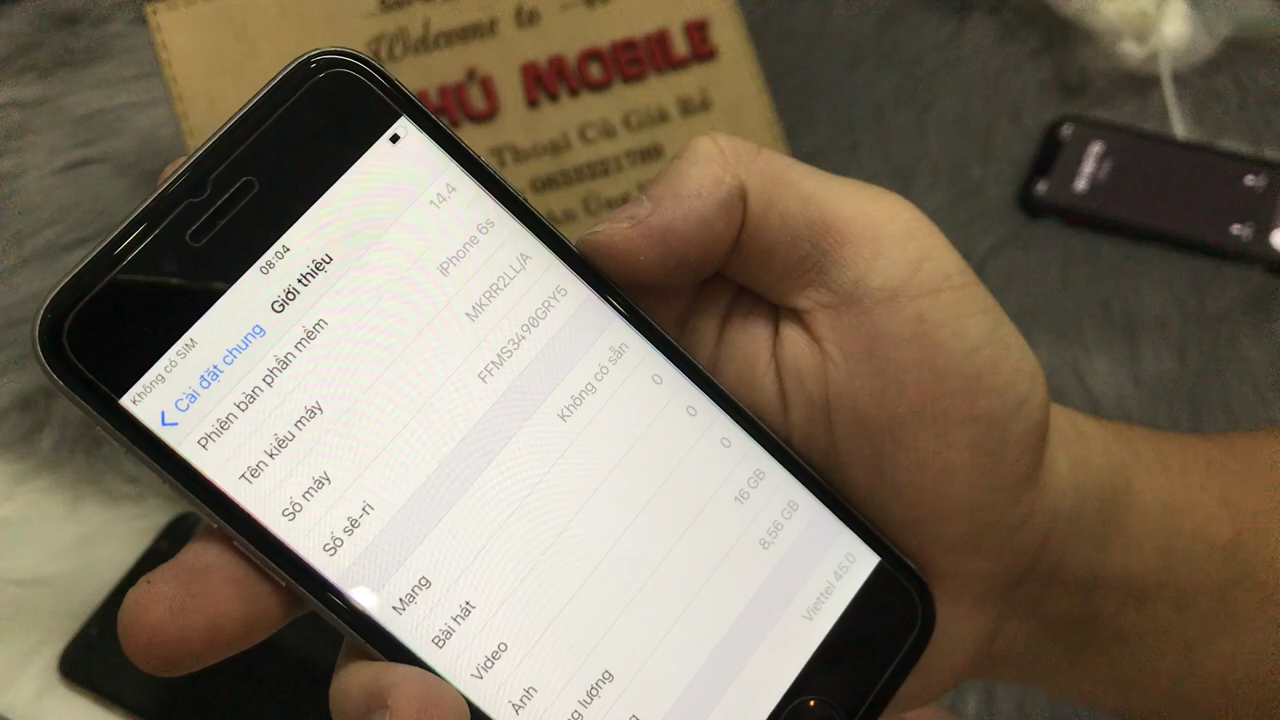 Welcome to
HÚ MOBILE
Thoại Cũ Giá Rẻ
Không có SIM
08:04
Cài đặt chung
Giới thiệu
Phiên bản phần mềm 14.4
Tên kiểu máy iPhone 6s
Số máy MKRR2LL/A
Số sê-ri FFMS3490GRY5
Mạng Không có sẵn
Bài hát 0
Video 0
Ảnh 0
g lượng 16 GB
8,56 GB
Viettel 45.0